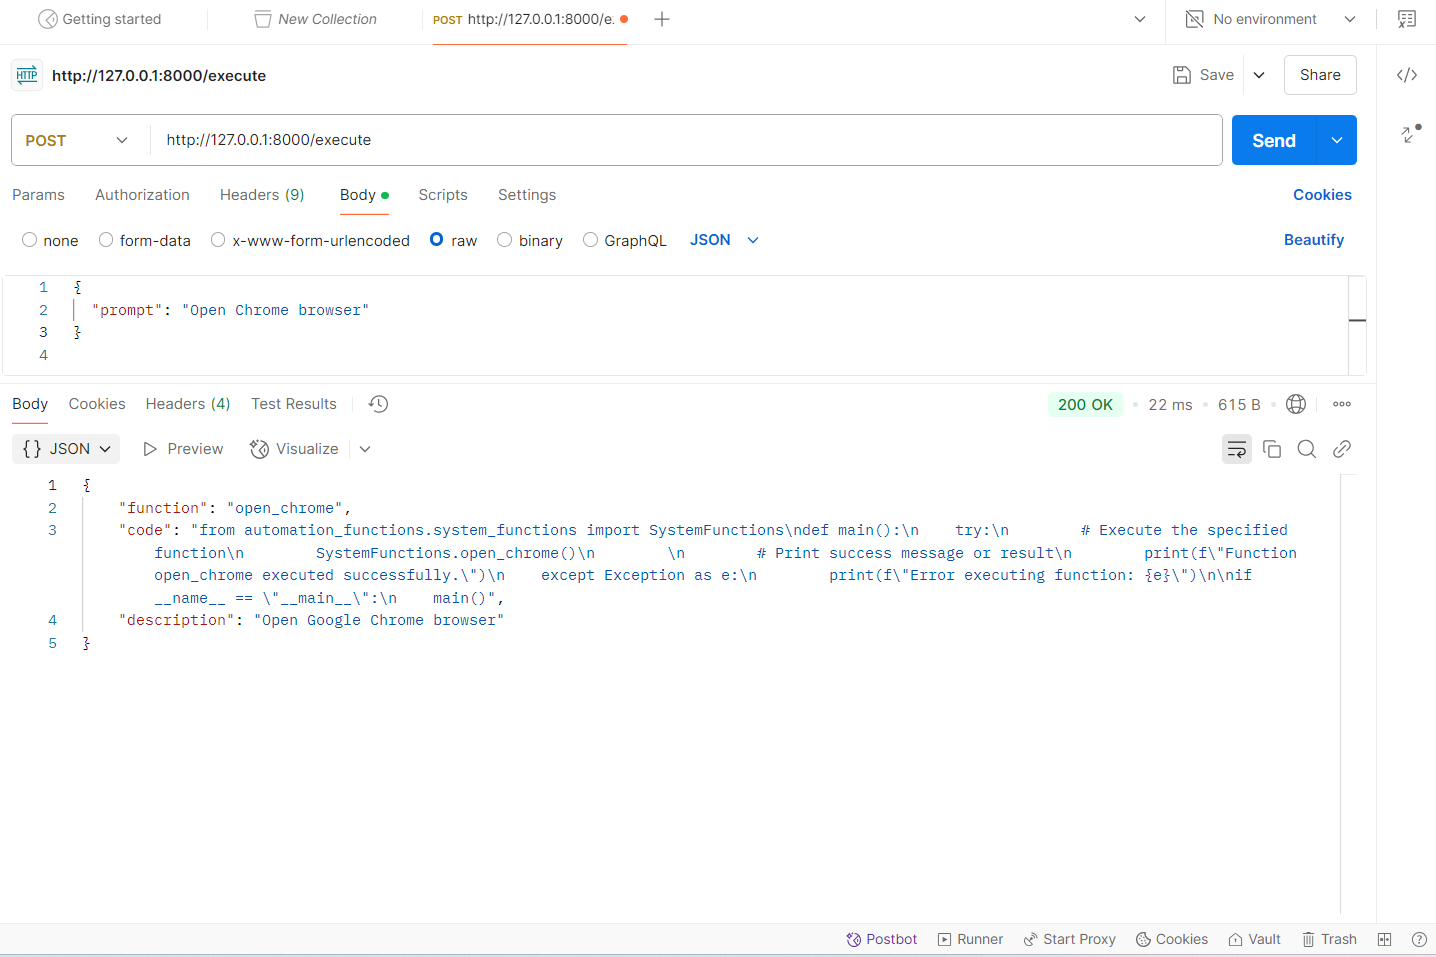 Getting started
New Collection
POST http://127.0.0.1:8000/e.
No environment
HTTP http://127.0.0.1:8000/execute
Save
Share
POST
http://127.0.0.1:8000/execute
Send
Params
Authorization
Headers (9)
Body
Scripts
Settings
Cookies
none
form-data
x-www-form-urlencoded
raw
binary
GraphQL
JSON
Beautify
1 {
2 "prompt": "Open Chrome browser"
3 }
4
Body
Cookies
Headers (4)
Test Results
200 OK
22 ms
615 B
{} JSON
Preview
Visualize
1 {
2 "function": "open_chrome",
3 "code": "from automation_functions.system_functions import SystemFunctions\ndef main():\n    try:\n        # Execute the specified
function\n        SystemFunctions.open_chrome()\n        \n        # Print success message or result\n        print(f\"Function
open_chrome executed successfully.\")\n    except Exception as e:\n        print(f\"Error executing function: {e}\")\n\nif
__name__ == \"__main__\":\n    main()",
4 "description": "Open Google Chrome browser"
5 }
Postbot
Runner
Start Proxy
Cookies
Vault
Trash